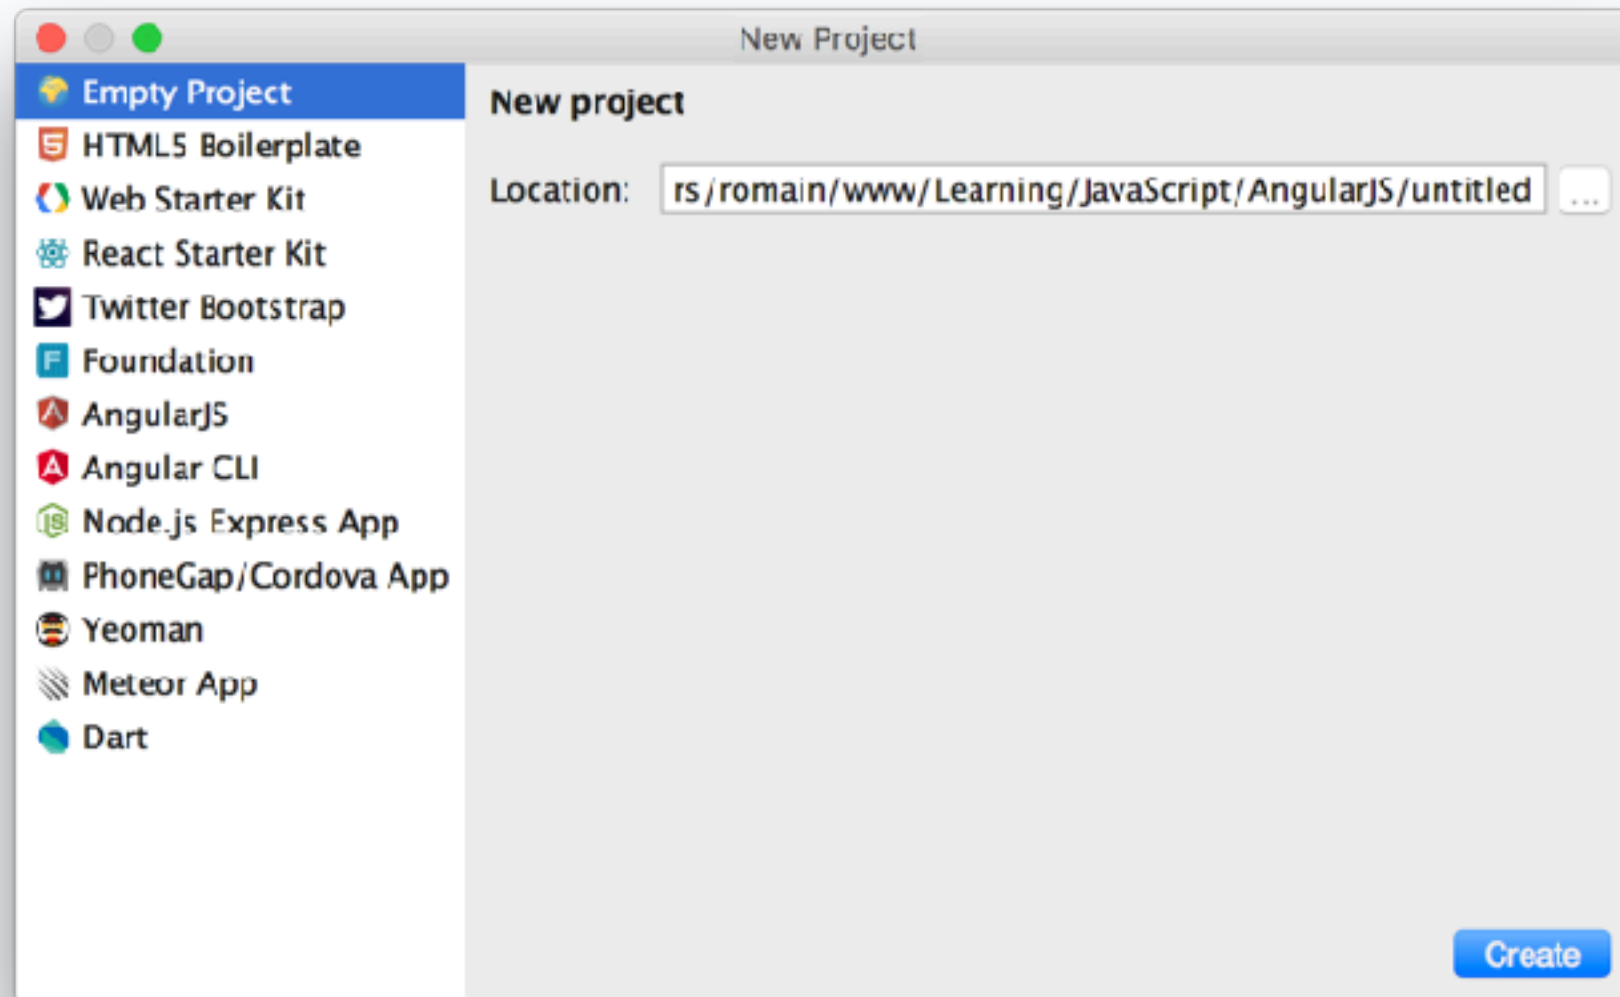 New Project
Empty Project
HTML5 Boilerplate
Web Starter Kit
React Starter Kit
Twitter Bootstrap
Foundation
AngularJS
Angular CLI
Node.js Express App
PhoneGap/Cordova App
Yeoman
Meteor App
Dart
New project
Location: rs/romain/www/Learning/JavaScript/AngularJS/untitled ...
Create